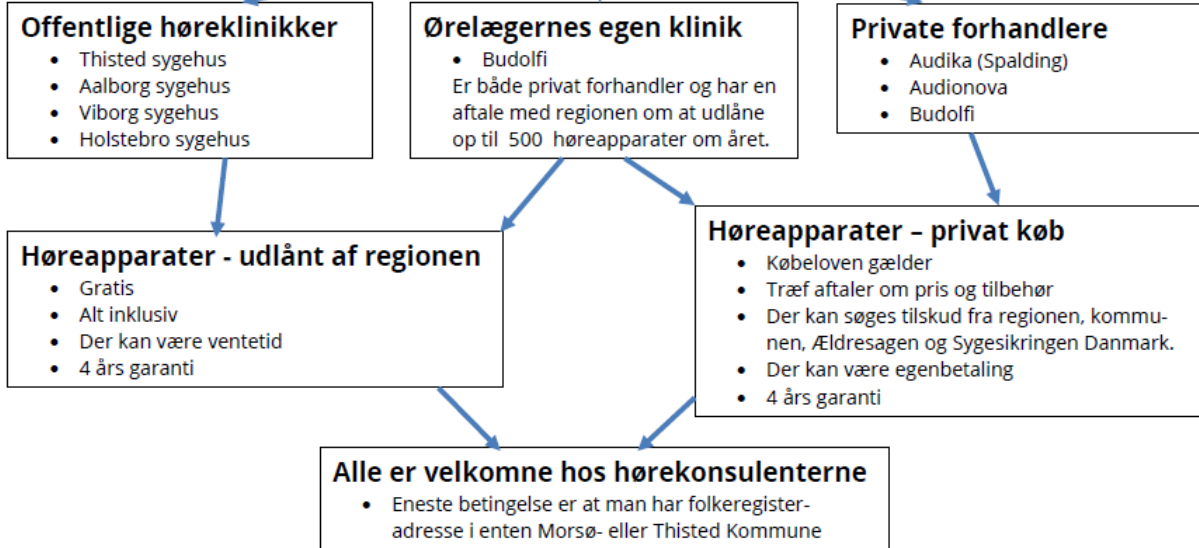 Offentlige høreklinikker
• Thisted sygehus
• Aalborg sygehus
• Viborg sygehus
• Holstebro sygehus
Ørelægernes egen klinik
• Budolfi
Er både privat forhandler og har en
aftale med regionen om at udlåne
op til 500 høreapparater om året.
Private forhandlere
• Audika (Spalding)
• Audionova
• Budolfi
Høreapparater - udlånt af regionen
• Gratis
• Alt inklusiv
• Der kan være ventetid
• 4 års garanti
Høreapparater – privat køb
• Købeloven gælder
• Træf aftaler om pris og tilbehør
• Der kan søges tilskud fra regionen, kommu-
nen, Ældresagen og Sygesikringen Danmark.
• Der kan være egenbetaling
• 4 års garanti
Alle er velkomne hos hørekonsulenterne
• Eneste betingelse er at man har folkeregister-
adresse i enten Morsø- eller Thisted Kommune